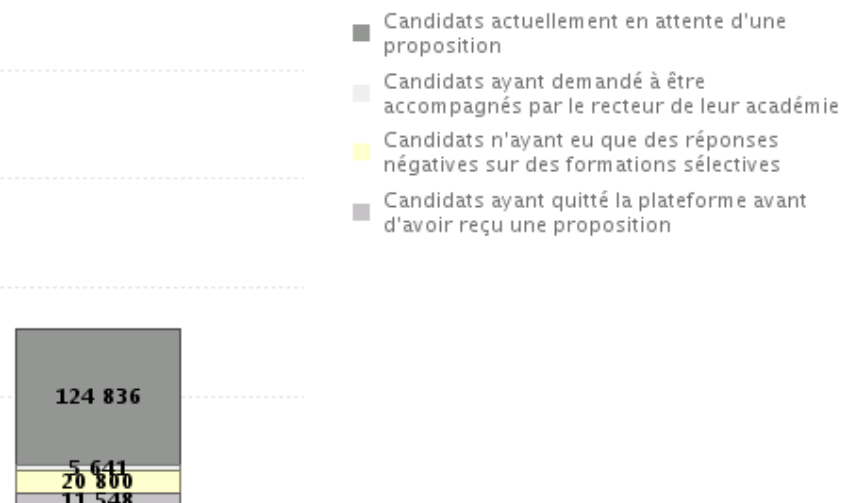 Candidats actuellement en attente d'une
proposition
Candidats ayant demandé à être
accompagnés par le recteur de leur académie
Candidats n'ayant eu que des réponses
négatives sur des formations sélectives
Candidats ayant quitté la plateforme avant
d'avoir reçu une proposition
124 836
5 641
20 800
11 548